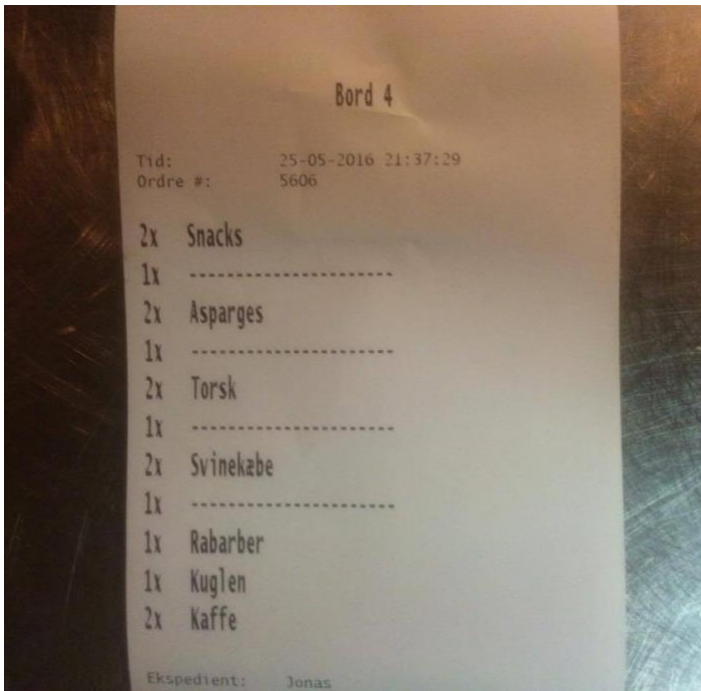 Bord 4
Tid: 25-05-2016 21:37:29
Ordre #: 5606
2x Snacks
1x ----------------------
2x Asparges
1x ----------------------
2x Torsk
1x ----------------------
2x Svinekæbe
1x ----------------------
1x Rabarber
1x Kuglen
2x Kaffe
Ekspedient: Jonas